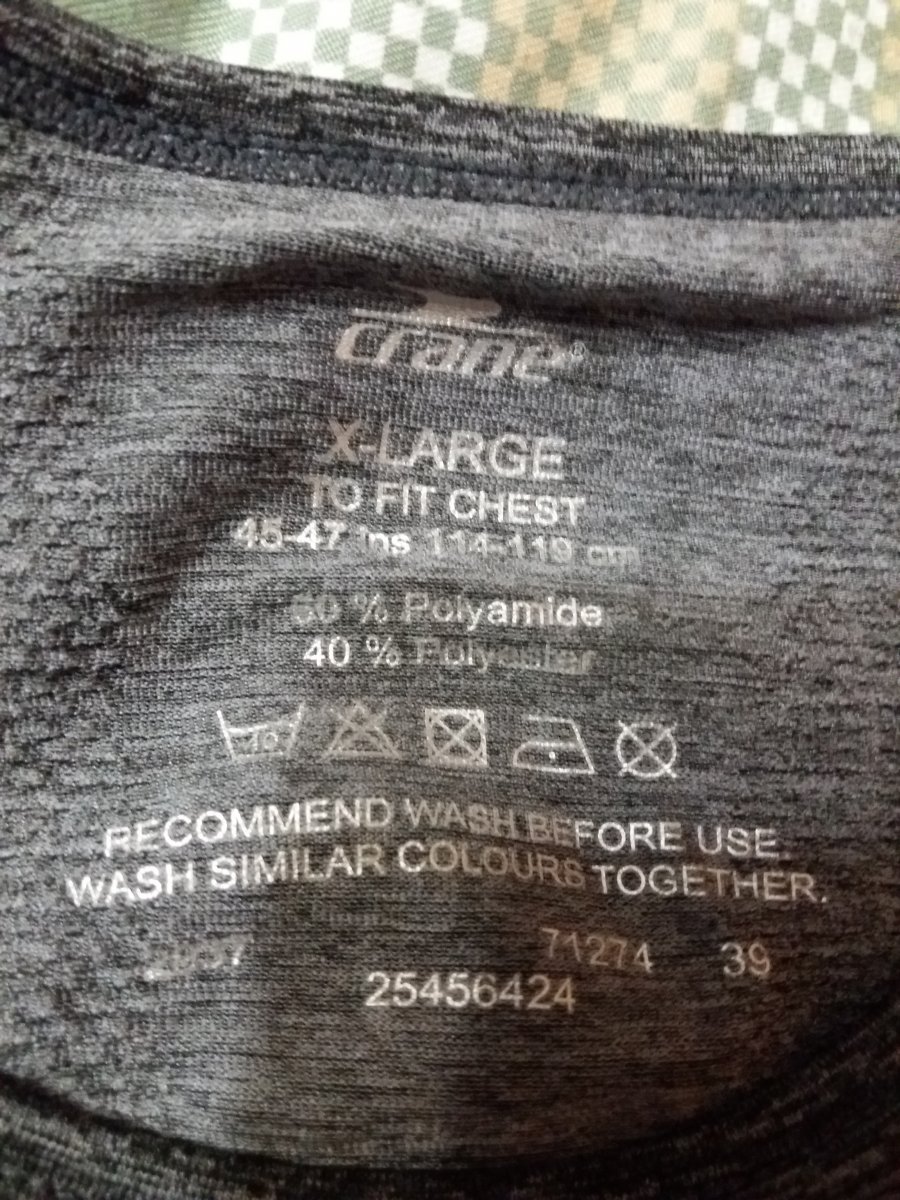 crane®
X-LARGE
TO FIT CHEST
45-47 ins 114-119 cm
% Polyamide
40 % Polyester
40
RECOMMEND WASH BEFORE USE.
WASH SIMILAR COLOURS TOGETHER.
71274 39
25456424